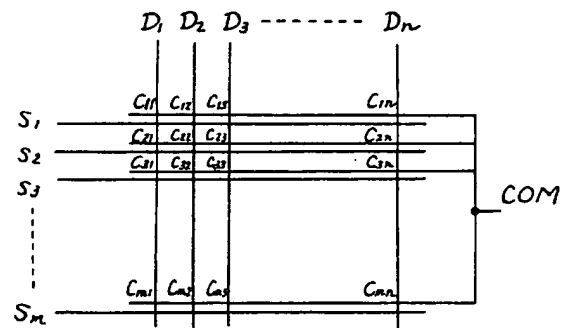 D1 D2 D3 -------- Dn
C11 C12 C13 C1n
S1
C21 C22 C23 C2n
S2
C31 C32 C33 C3n
S3
COM
Cm1 Cm2 Cm3 Cmn
Sm